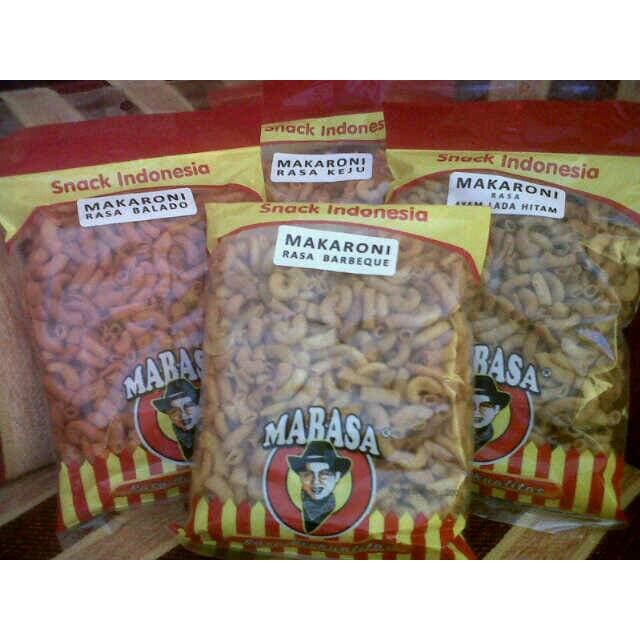 Snack Indonesia
MAKARONI
RASA BALADO
MABASA
Snack Indonesia
MAKARONI
RASA KEJU
Snack Indonesia
MAKARONI
RASA BARBEQUE
MABASA
Snack Indonesia
MAKARONI
RASA
AYAM LADA HITAM
MABASA